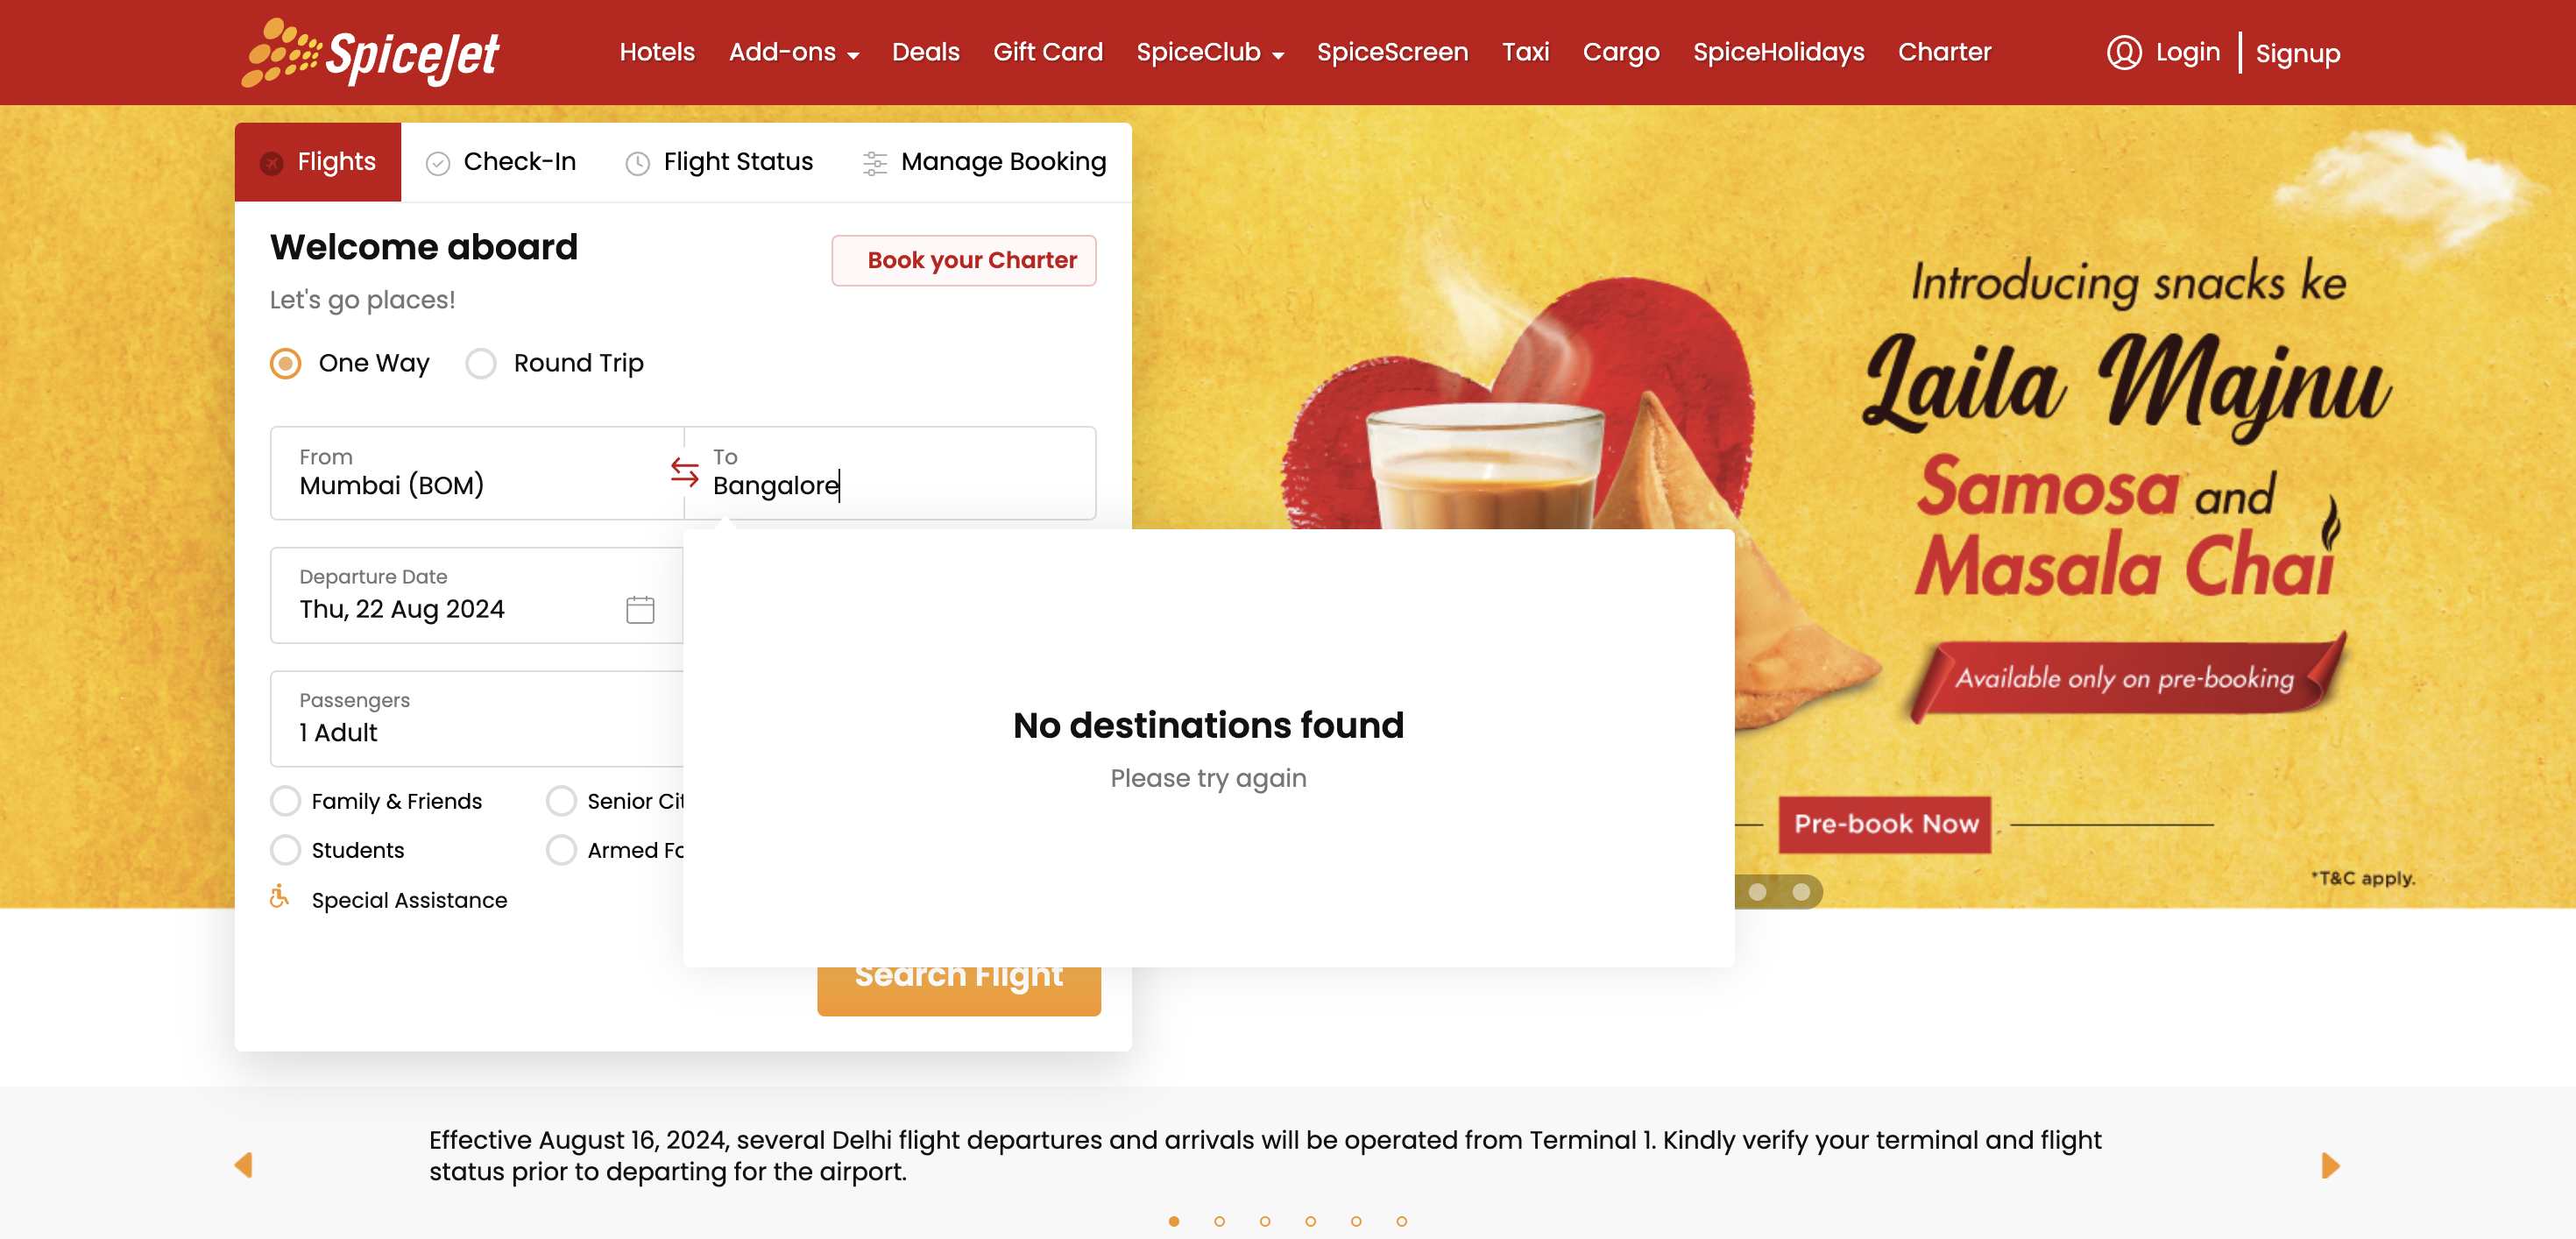 SpiceJet
Hotels
Add-ons
Deals
Gift Card
SpiceClub
SpiceScreen
Taxi
Cargo
SpiceHolidays
Charter
Login
Signup
Flights
Check-In
Flight Status
Manage Booking
Welcome aboard
Let's go places!
Book your Charter
One Way
Round Trip
From
Mumbai (BOM)
To
Bangalore
Departure Date
Thu, 22 Aug 2024
Passengers
1 Adult
Family & Friends
Senior Cit
Students
Armed Fo
Special Assistance
No destinations found
Please try again
Search Flight
Introducing snacks ke
Laila Majnu
Samosa and
Masala Chai
Available only on pre-booking
Pre-book Now
*T&C apply.
Effective August 16, 2024, several Delhi flight departures and arrivals will be operated from Terminal 1. Kindly verify your terminal and flight
status prior to departing for the airport.